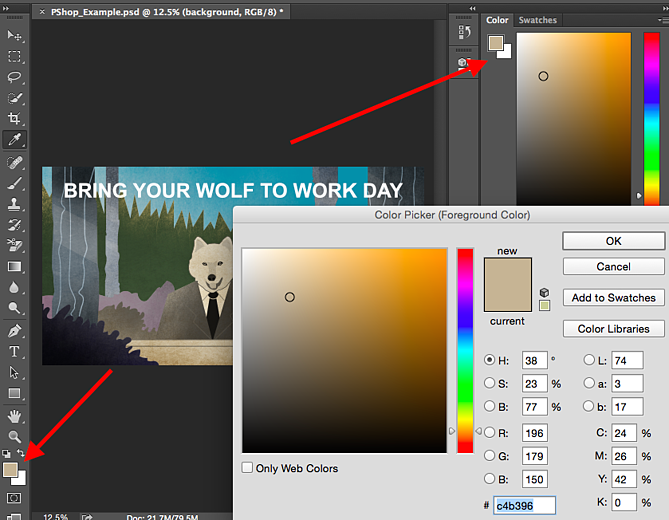 × PShop_Example.psd @ 12.5% (background, RGB/8) *
Color Swatches
BRING YOUR WOLF TO WORK DAY
Color Picker (Foreground Color)
new
current
OK
Cancel
Add to Swatches
Color Libraries
H: 38 °
S: 23 %
B: 77 %
R: 196
G: 179
B: 150
# c4b396
L: 74
a: 3
b: 17
C: 24 %
M: 26 %
Y: 42 %
K: 0 %
Only Web Colors
T
12.5% Doc: 21.7M/79.5M